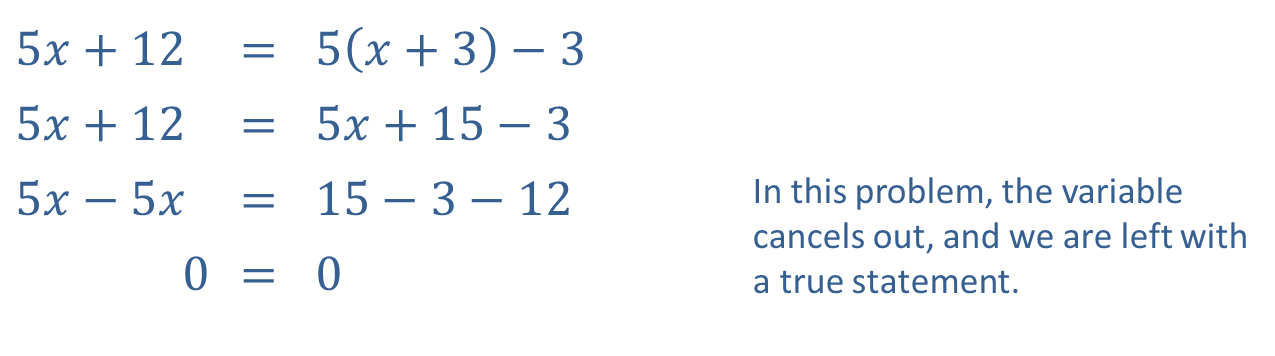 5x + 12 = 5(x + 3) − 3
5x + 12 = 5x + 15 − 3
5x − 5x = 15 − 3 − 12
0 = 0
In this problem, the variable
cancels out, and we are left with
a true statement.